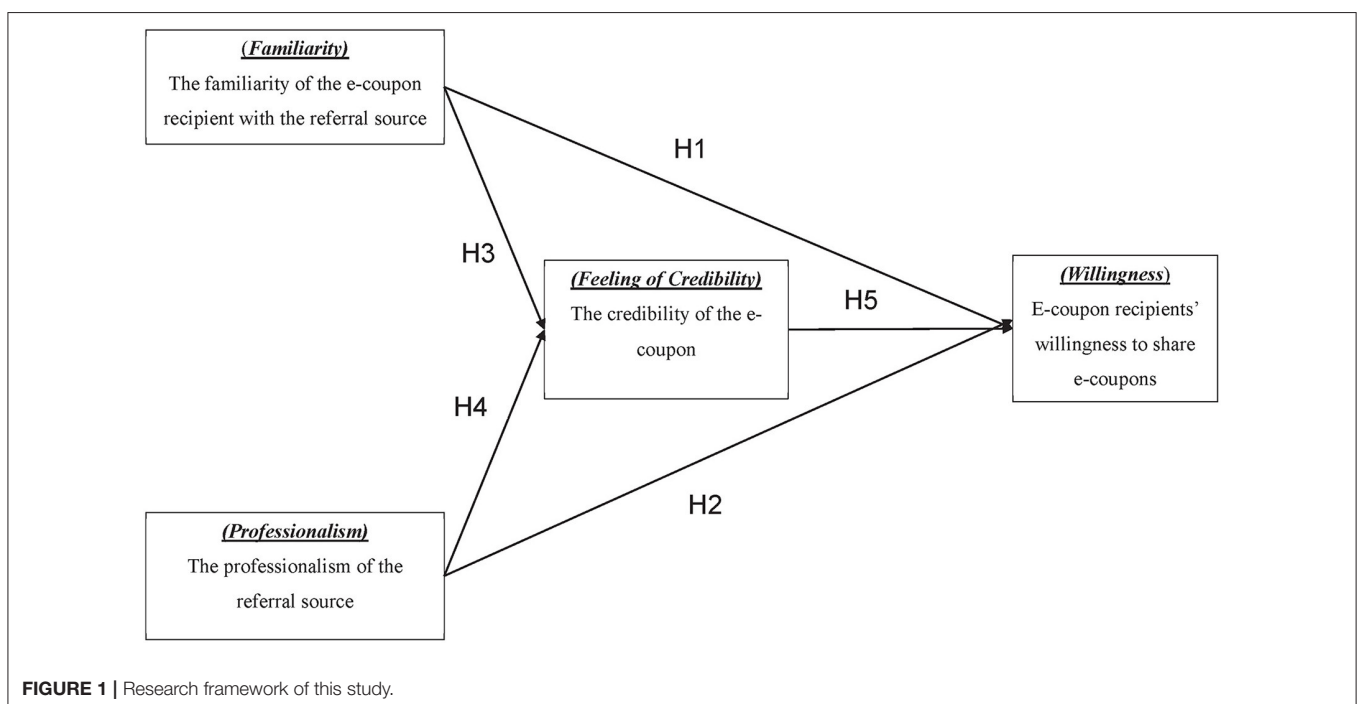 (Familiarity)
The familiarity of the e-coupon
recipient with the referral source
H1
H3
(Feeling of Credibility)
The credibility of the e-
coupon
H5
(Willingness)
E-coupon recipients’
willingness to share
e-coupons
H4
H2
(Professionalism)
The professionalism of the
referral source
FIGURE 1 | Research framework of this study.